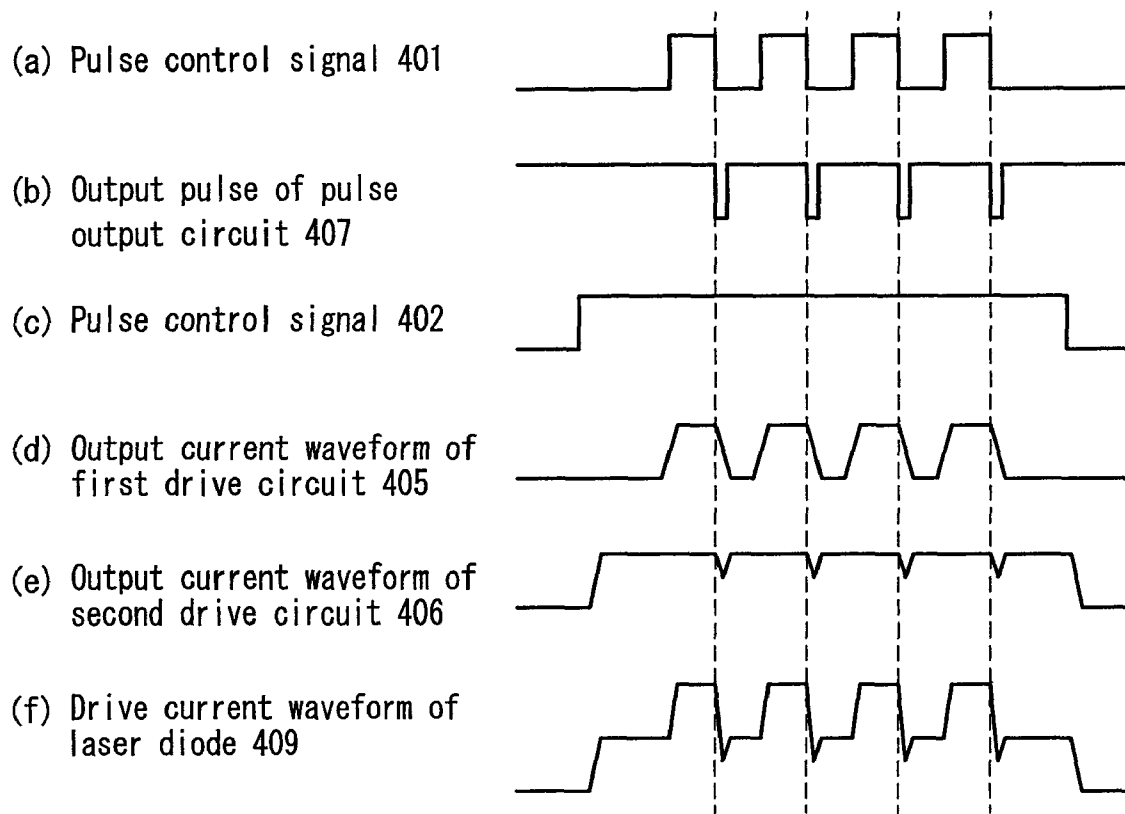 (a) Pulse control signal 401
(b) Output pulse of pulse
output circuit 407
(c) Pulse control signal 402
(d) Output current waveform of
first drive circuit 405
(e) Output current waveform of
second drive circuit 406
(f) Drive current waveform of
laser diode 409